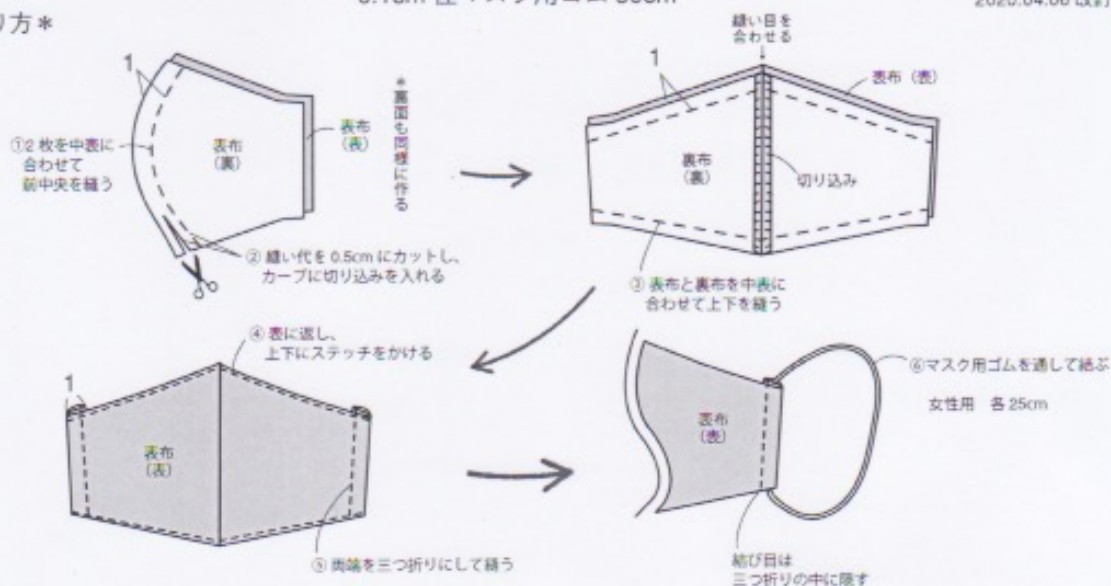 り方*
2020.04.06 改訂
1
①2 枚を中表に
合わせて
前中央を縫う
表布
(裏)
表布
(表)
*裏面も同様に作る
② 縫い代を 0.5cm にカットし、
カーブに切り込みを入れる
縫い目を
合わせる
1
表布 (表)
裏布
(裏)
切り込み
③ 表布と裏布を中表に
合わせて上下を縫う
④ 表に返し、
上下にステッチをかける
1
表布
(表)
⑤ 両端を三つ折りにして縫う
表布
(表)
⑥マスク用ゴムを通して結ぶ
女性用 各 25cm
結び目は
三つ折りの中に隠す